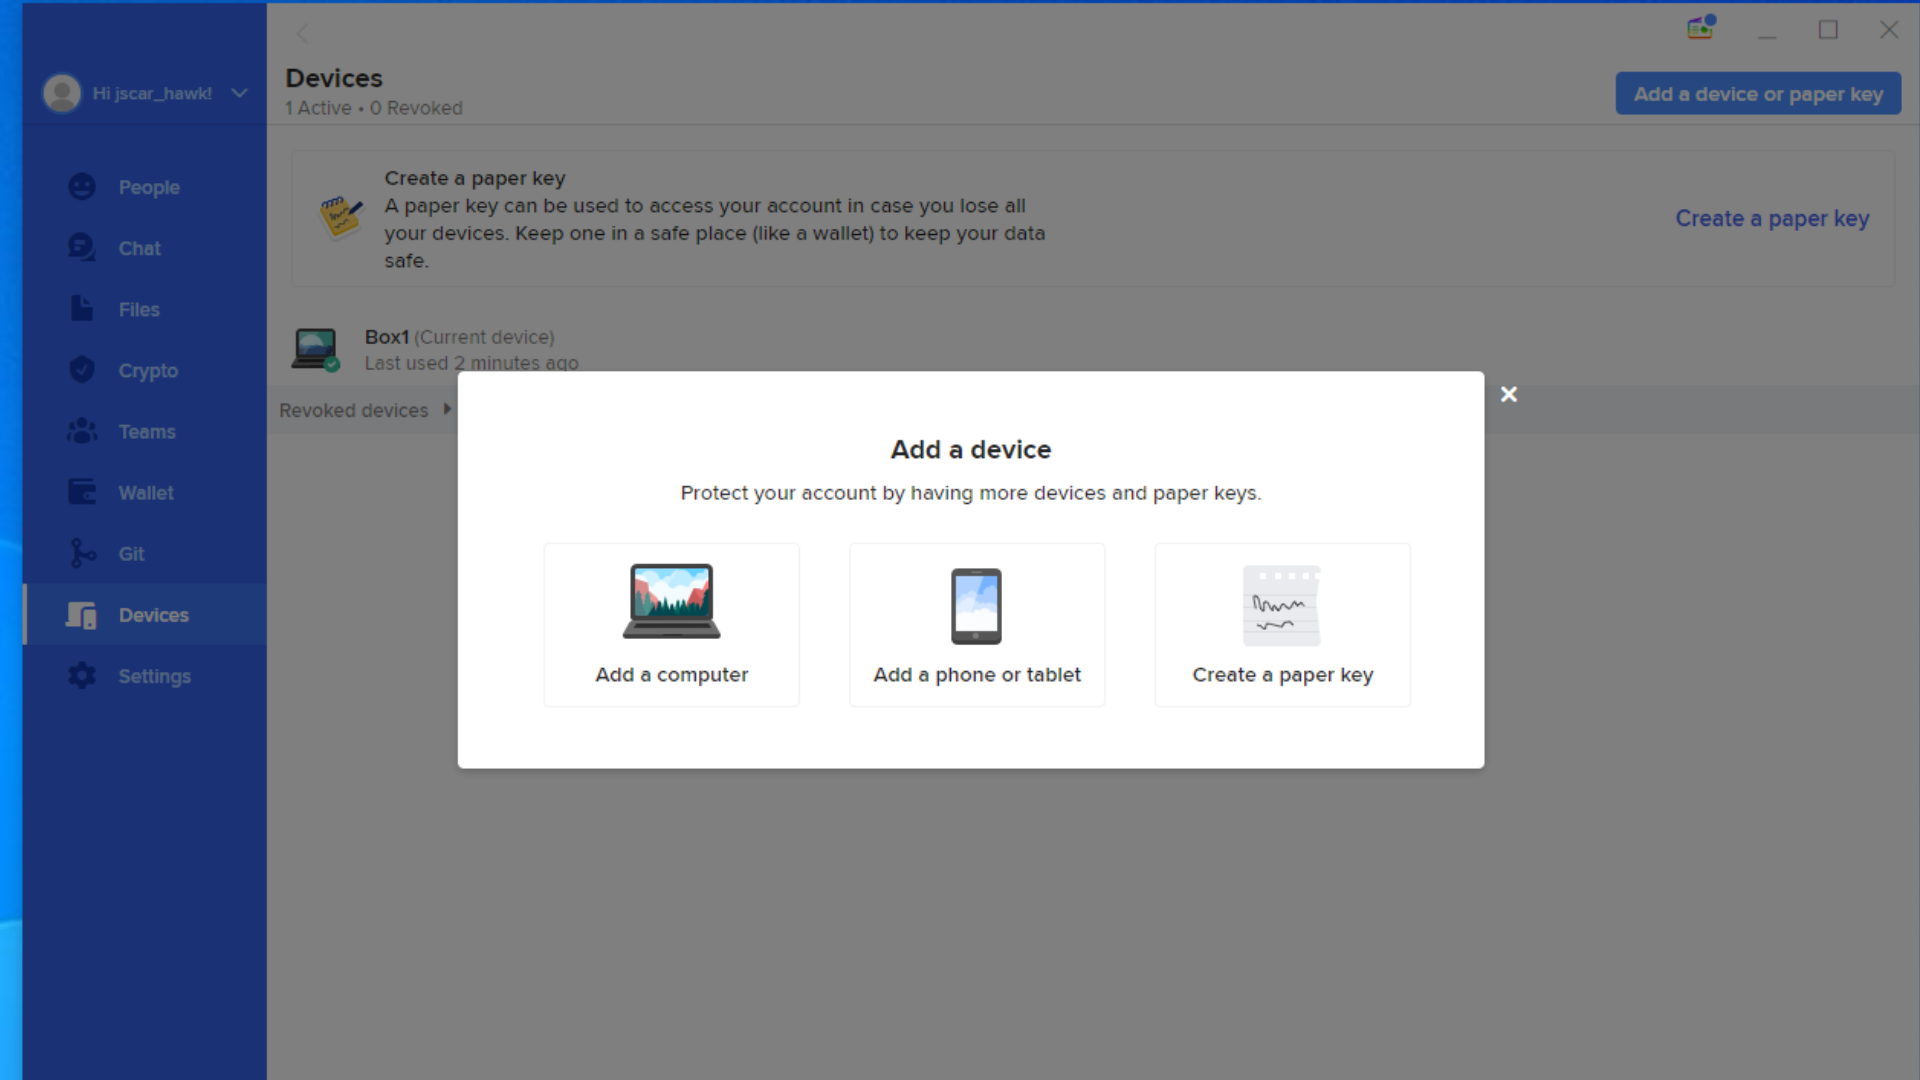 Hi jscar_hawk!
People
Chat
Files
Crypto
Teams
Wallet
Git
Devices
Settings
Devices
1 Active • 0 Revoked
Add a device or paper key
Create a paper key
A paper key can be used to access your account in case you lose all
your devices. Keep one in a safe place (like a wallet) to keep your data
safe.
Create a paper key
Box1 (Current device)
Last used 2 minutes ago
Revoked devices
Add a device
Protect your account by having more devices and paper keys.
Add a computer
Add a phone or tablet
Create a paper key